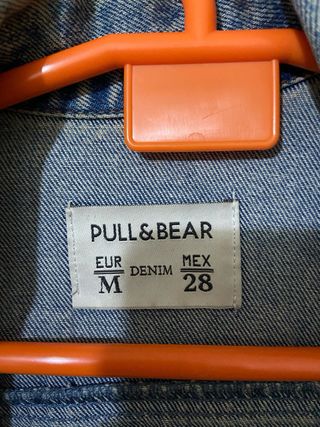 PULL&BEAR
EUR DENIM MEX
M 28